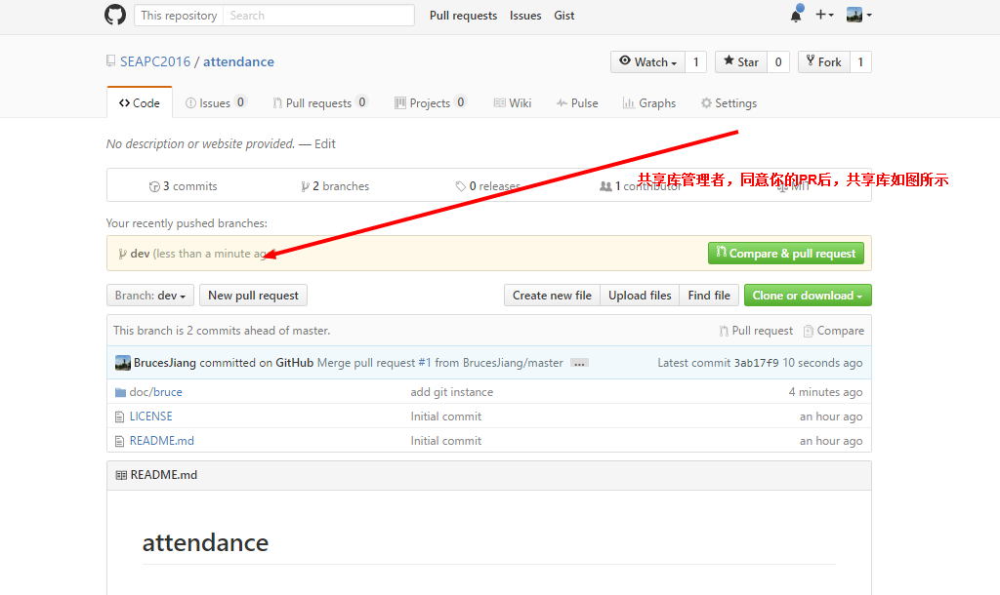 This repository Search Pull requests Issues Gist
SEAPC2016 / attendance Watch 1 Star 0 Fork 1
Code Issues 0 Pull requests 0 Projects 0 Wiki Pulse Graphs Settings
No description or website provided. — Edit
3 commits 2 branches 0 releases 1 contributor MIT
共享库管理者，同意你的PR后，共享库如图所示
Your recently pushed branches:
dev (less than a minute ago) Compare & pull request
Branch: dev New pull request Create new file Upload files Find file Clone or download
This branch is 2 commits ahead of master. Pull request Compare
BrucesJiang committed on GitHub Merge pull request #1 from BrucesJiang/master ... Latest commit 3ab17f9 10 seconds ago
doc/bruce add git instance 4 minutes ago
LICENSE Initial commit an hour ago
README.md Initial commit an hour ago
README.md
attendance